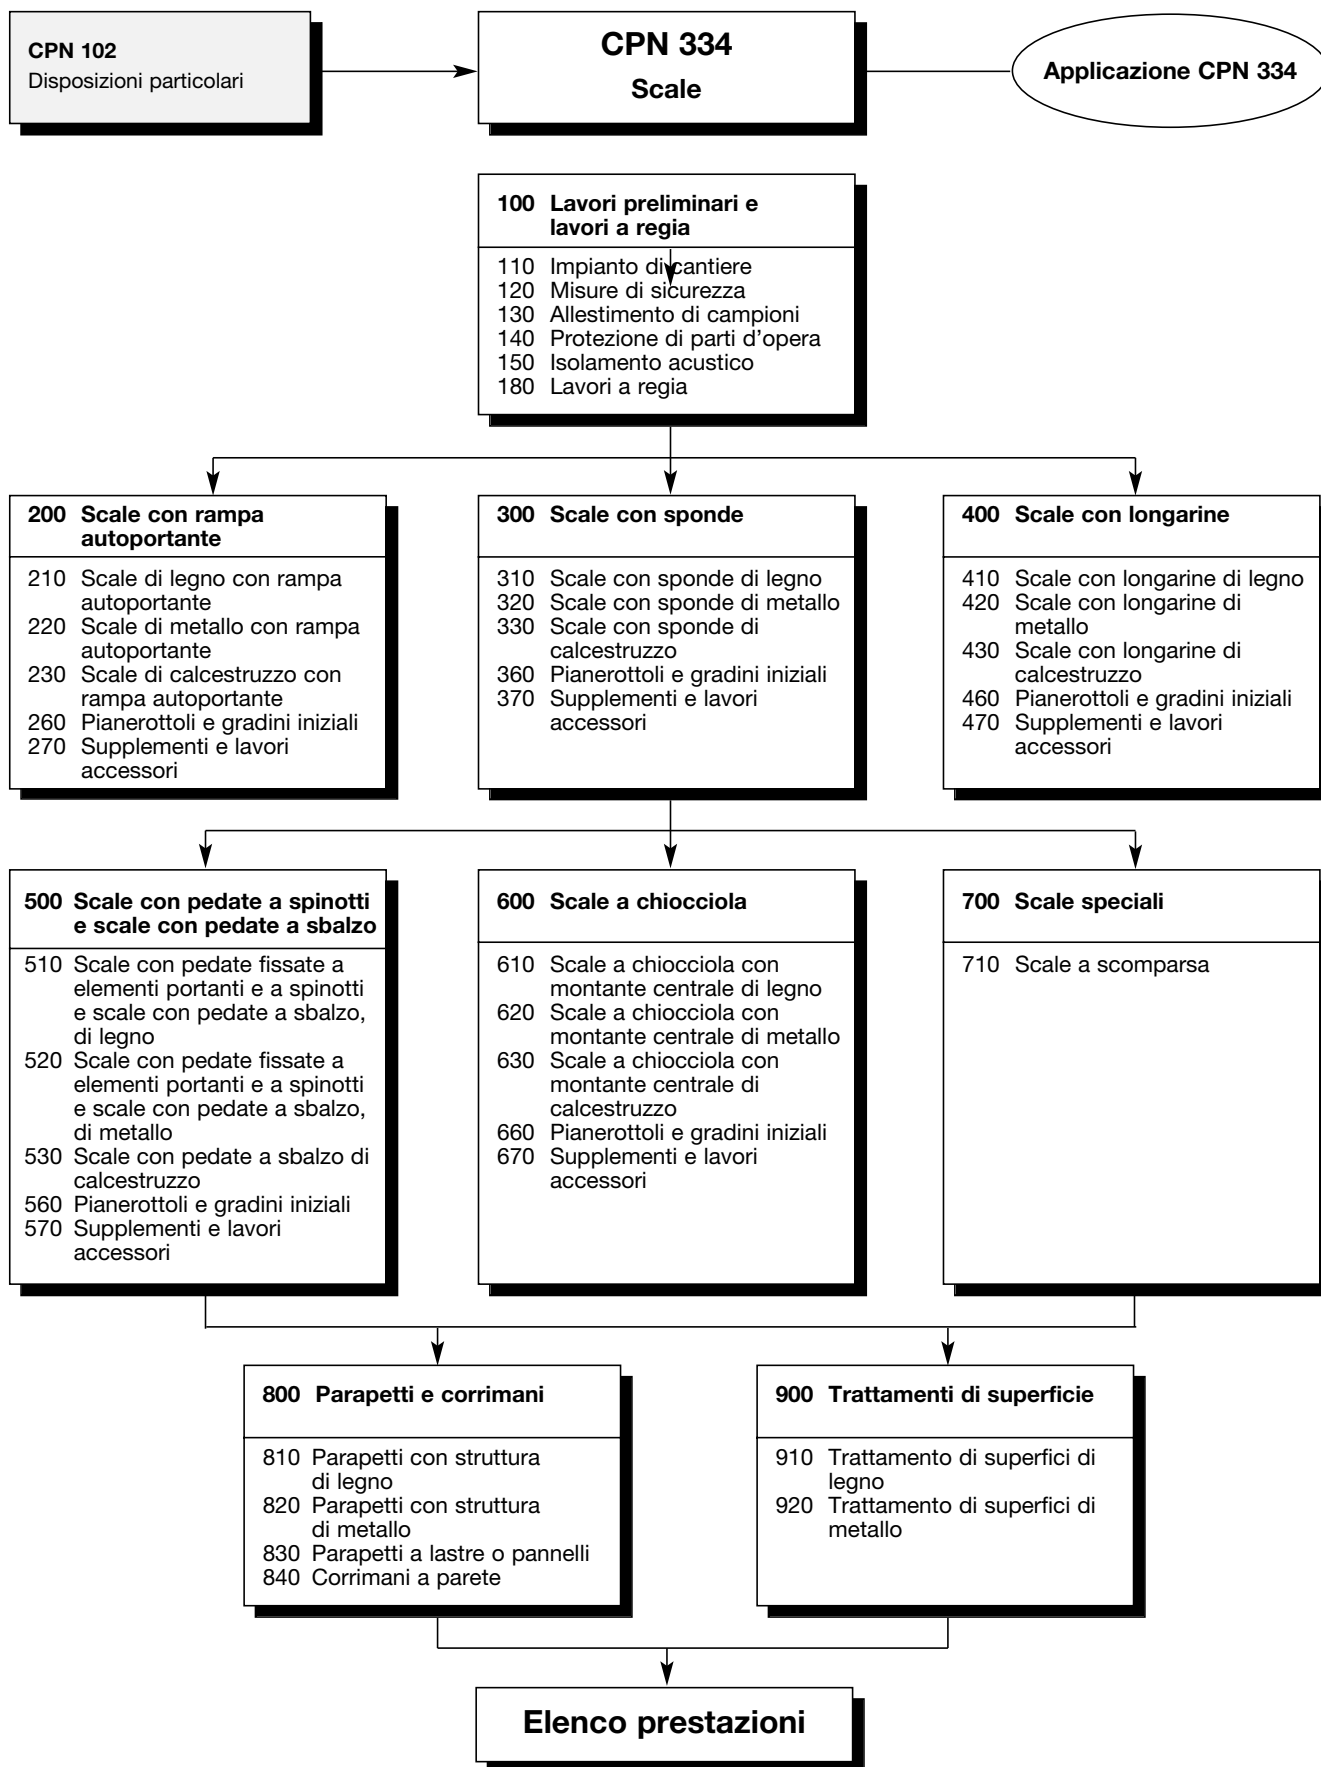 CPN 102
Disposizioni particolari
CPN 334
Scale
Applicazione CPN 334
100 Lavori preliminari e
lavori a regia
110 Impianto di cantiere
120 Misure di sicurezza
130 Allestimento di campioni
140 Protezione di parti d’opera
150 Isolamento acustico
180 Lavori a regia
200 Scale con rampa
autoportante
210 Scale di legno con rampa
autoportante
220 Scale di metallo con rampa
autoportante
230 Scale di calcestruzzo con
rampa autoportante
260 Pianerottoli e gradini iniziali
270 Supplementi e lavori
accessori
300 Scale con sponde
310 Scale con sponde di legno
320 Scale con sponde di metallo
330 Scale con sponde di
calcestruzzo
360 Pianerottoli e gradini iniziali
370 Supplementi e lavori
accessori
400 Scale con longarine
410 Scale con longarine di legno
420 Scale con longarine di
metallo
430 Scale con longarine di
calcestruzzo
460 Pianerottoli e gradini iniziali
470 Supplementi e lavori
accessori
500 Scale con pedate a spinotti
e scale con pedate a sbalzo
510 Scale con pedate fissate a
elementi portanti e a spinotti
e scale con pedate a sbalzo,
di legno
520 Scale con pedate fissate a
elementi portanti e a spinotti
e scale con pedate a sbalzo,
di metallo
530 Scale con pedate a sbalzo di
calcestruzzo
560 Pianerottoli e gradini iniziali
570 Supplementi e lavori
accessori
600 Scale a chiocciola
610 Scale a chiocciola con
montante centrale di legno
620 Scale a chiocciola con
montante centrale di metallo
630 Scale a chiocciola con
montante centrale di
calcestruzzo
660 Pianerottoli e gradini iniziali
670 Supplementi e lavori
accessori
700 Scale speciali
710 Scale a scomparsa
800 Parapetti e corrimani
810 Parapetti con struttura
di legno
820 Parapetti con struttura
di metallo
830 Parapetti a lastre o pannelli
840 Corrimani a parete
900 Trattamenti di superficie
910 Trattamento di superfici di
legno
920 Trattamento di superfici di
metallo
Elenco prestazioni